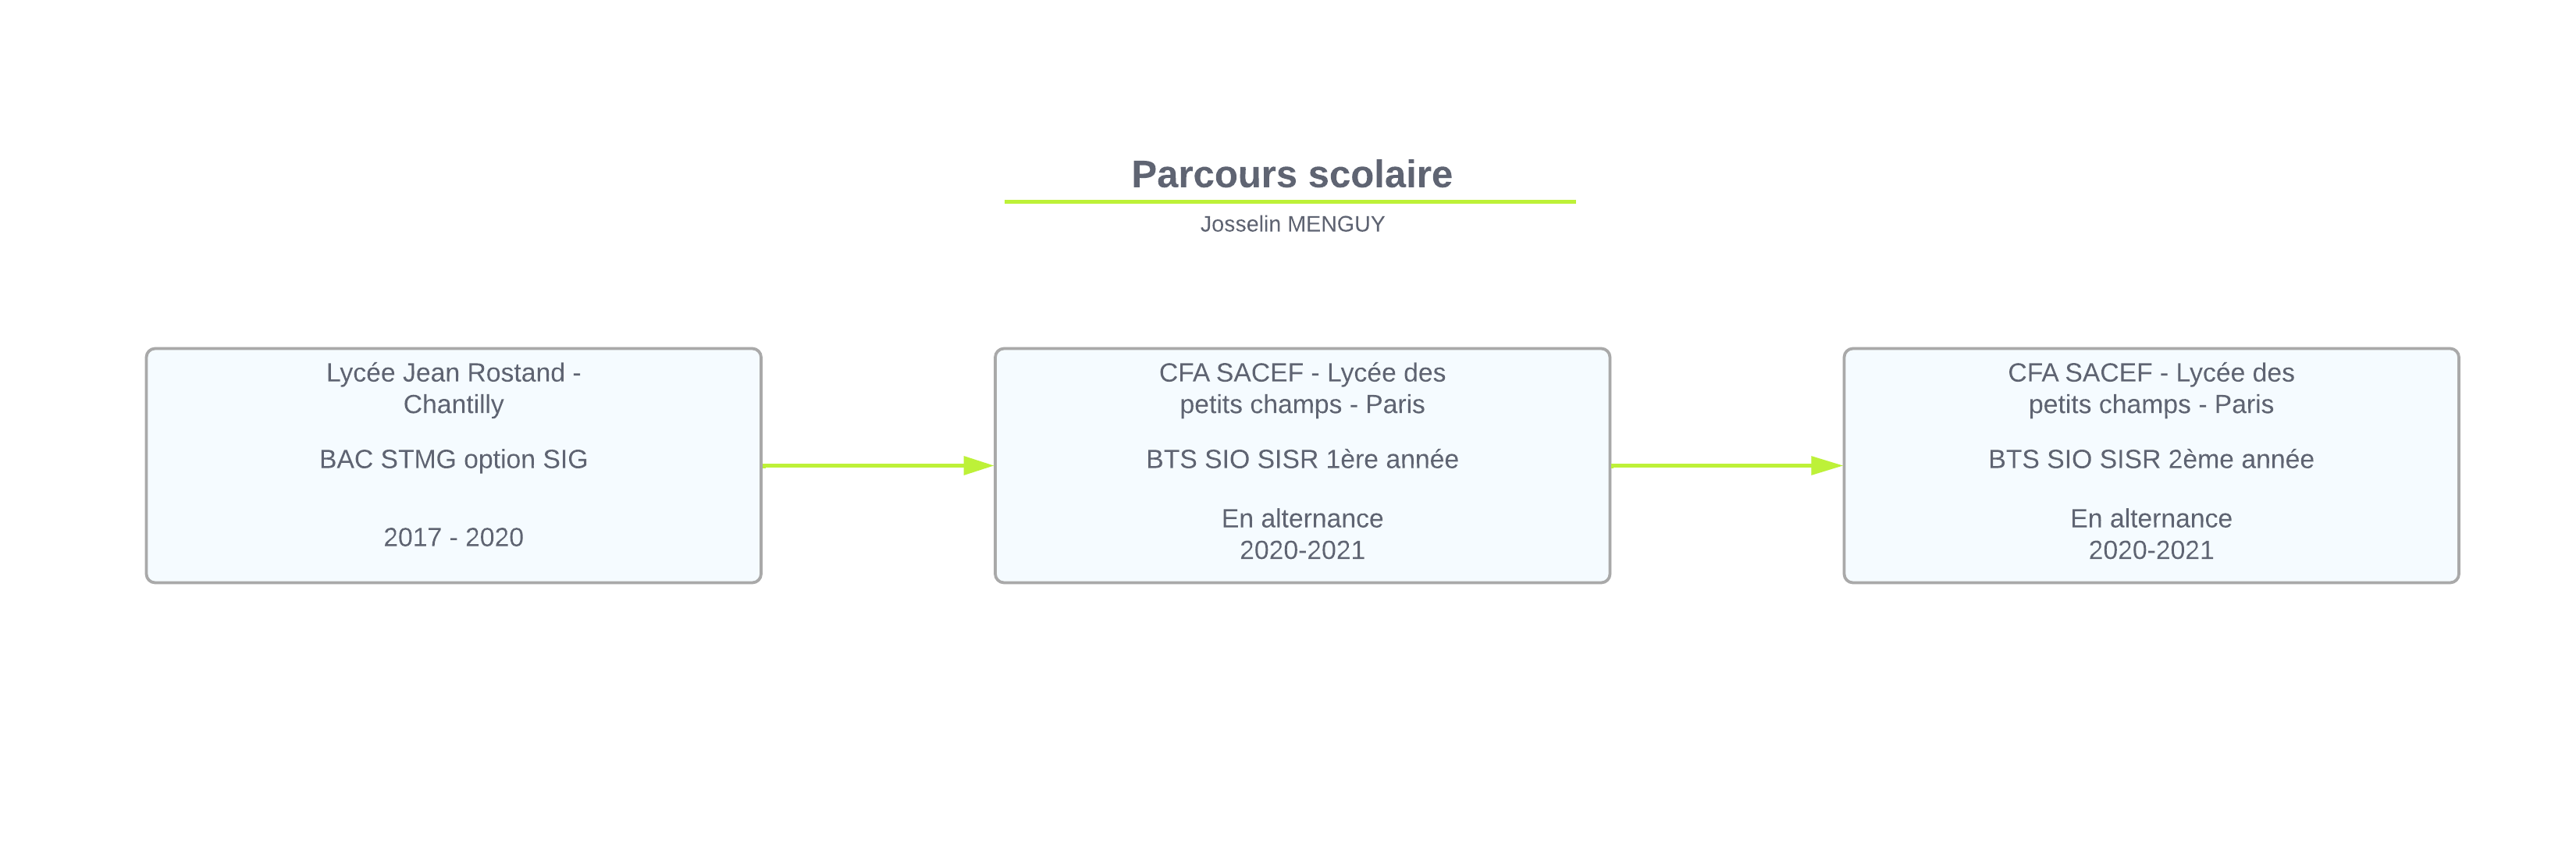 Parcours scolaire
Josselin MENGUY
Lycée Jean Rostand -
Chantilly
BAC STMG option SIG
2017 - 2020
CFA SACEF - Lycée des
petits champs - Paris
BTS SIO SISR 1ère année
En alternance
2020-2021
CFA SACEF - Lycée des
petits champs - Paris
BTS SIO SISR 2ème année
En alternance
2020-2021